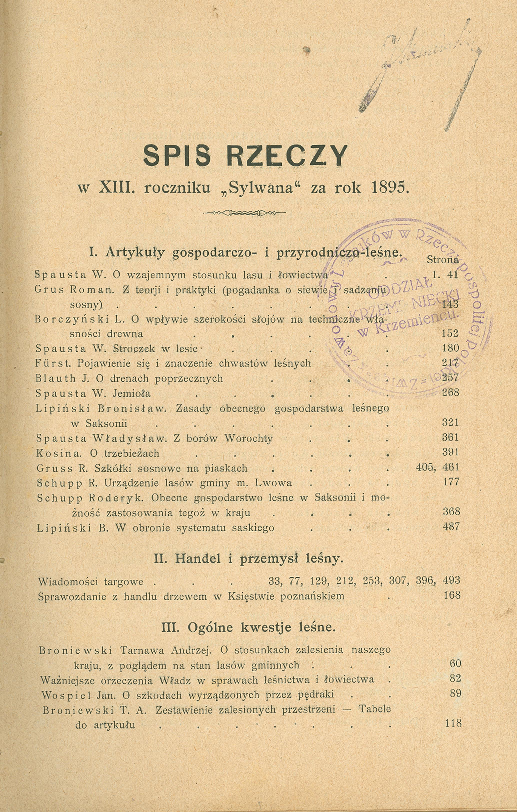 SPIS RZECZY
w XIII. roczniku „Sylwana“ za rok 1895.
I. Artykuły gospodarczo- i przyrodniczo-leśne.
Strona
Spausta W. O wzajemnym stosunku lasu i łowiectwa . 1. 41
Grus Roman. Z teorji i praktyki (pogadanka o siewie i sadzeniu
sosny) . . . . . . . 143
Borczyński L. O wpływie szerokości słojów na techniczne wła-
sności drewna . . . . . 152
Spausta W. Stroczek w lesie . . . . . 180
Fürst. Pojawienie się i znaczenie chwastów leśnych . . 217
Blauth J. O drenach poprzecznych . . . . 257
Spausta W. Jemioła . . . . . . 268
Lipiński Bronisław. Zasady obecnego gospodarstwa leśnego
w Saksonii . . . . . . 321
Spausta Władysław. Z borów Worochty . . . 361
Kosina. O trzebieżach . . . . . . 391
Gruss R. Szkółki sosnowe na piaskach . . . . 405, 461
Schupp R. Urządzenie lasów gminy m. Lwowa . . . 177
Schupp Roderyk. Obecne gospodarstwo leśne w Saksonii i mo-
żność zastosowania tegoż w kraju . . . . 368
Lipiński B. W obronie systematu saskiego . . . 487
II. Handel i przemysł leśny.
Wiadomości targowe . . . 33, 77, 129, 212, 253, 307, 396, 493
Sprawozdanie z handlu drzewem w Księstwie poznańskiem . 168
III. Ogólne kwestje leśne.
Broniewski Tarnawa Andrzej. O stosunkach zalesienia naszego
kraju, z poglądem na stan lasów gminnych . . . 60
Ważniejsze orzeczenia Władz w sprawach leśnictwa i łowiectwa . 82
Wospiel Jan. O szkodach wyrządzonych przez pędraki . . 89
Broniewski T. A. Zestawienie zalesionych przestrzeni — Tabele
do artykułu . . . . . . . 118
ODDZIAŁ
w Krzemieńcu